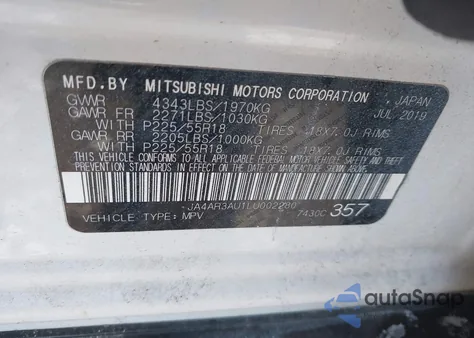 MFD.BY MITSUBISHI MOTORS CORPORATION
GVWR 4343LBS/1970KG JAPAN
GAWR FR 2271LBS/1030KG JUL 2019
WITH P225/55R18 TIRES 18X7.0J RIMS
GAWR RR 2205LBS/1000KG
WITH P225/55R18 TIRES 18X7.0J RIMS
THIS VEHICLE CONFORMS TO ALL APPLICABLE U.S.
FEDERAL MOTOR VEHICLE SAFETY, BUMPER AND THEFT
PREVENTION STANDARDS IN EFFECT ON THE DATE OF MANUFACTURE SHOWN ABOVE.
JA4AR3AU1LU002280
VEHICLE TYPE: MPV 7430C 357
autoSnap